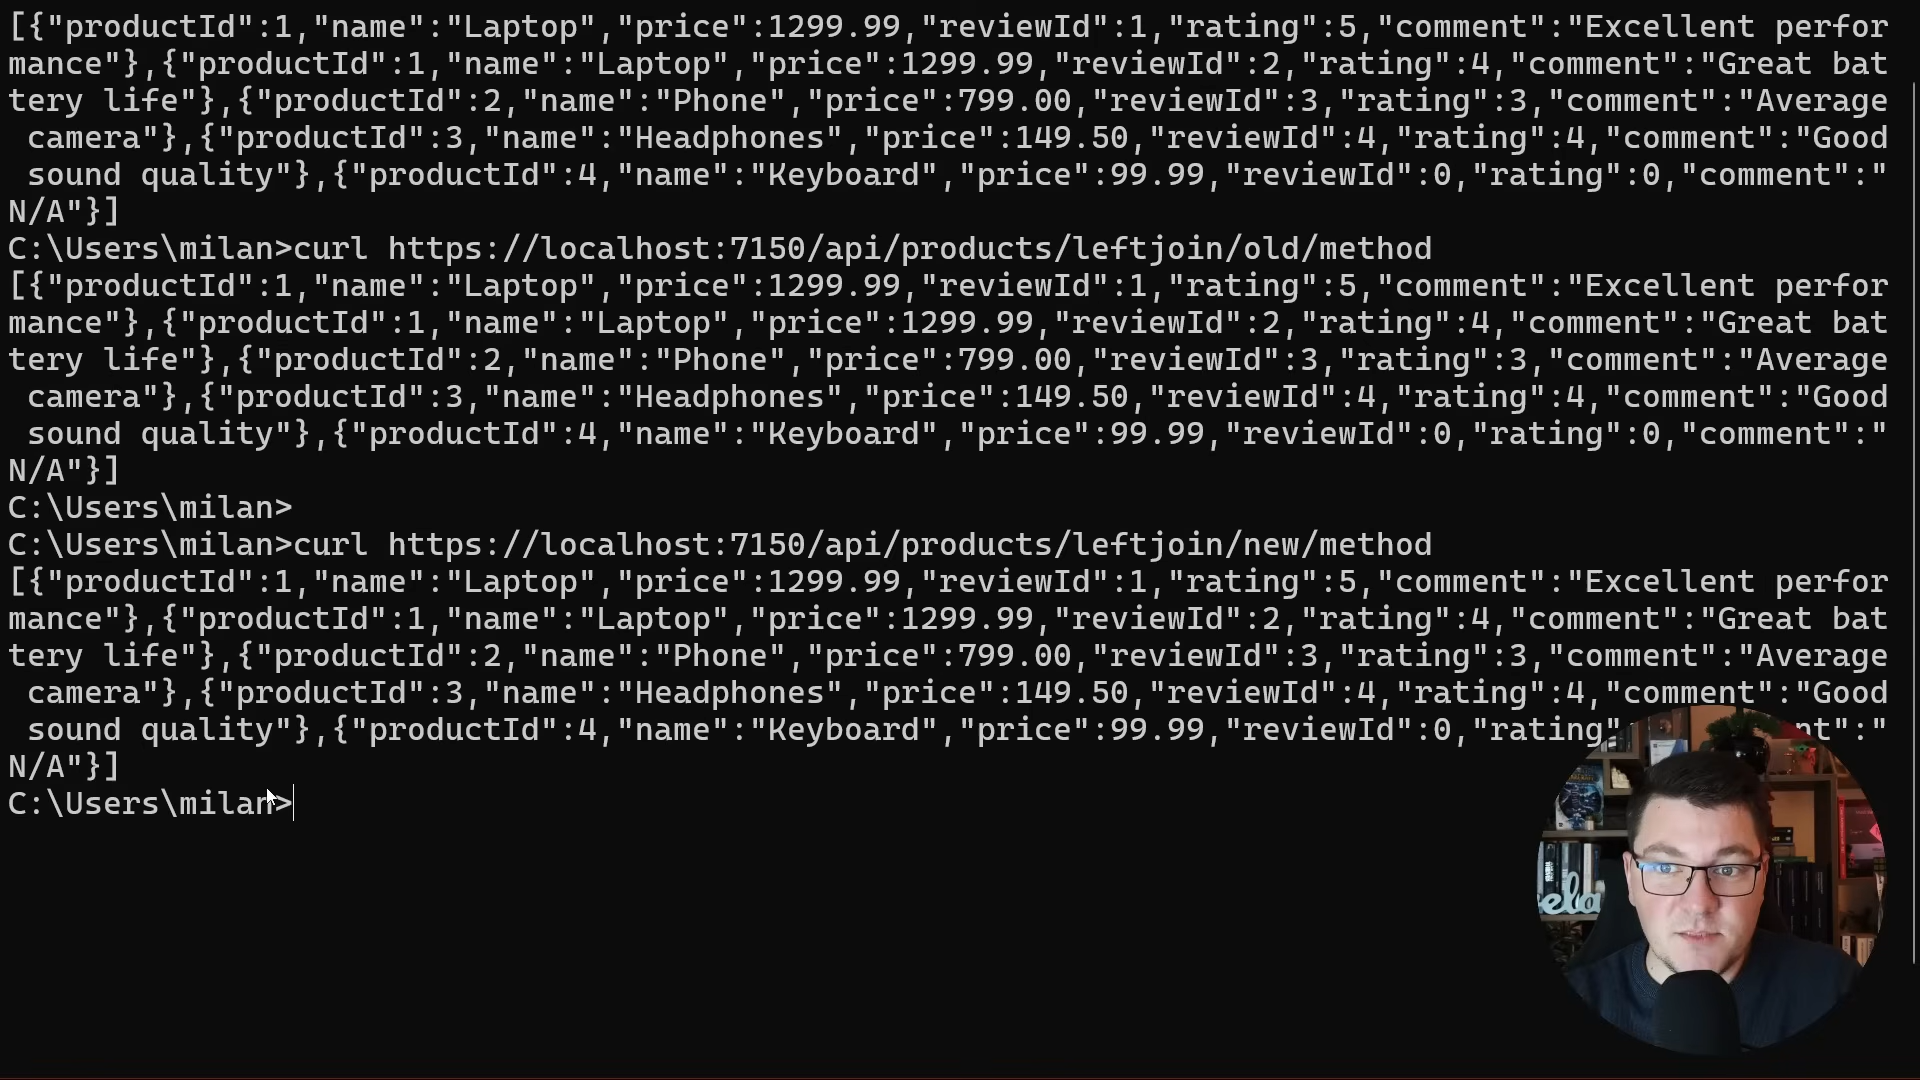 [{"productId":1,"name":"Laptop","price":1299.99,"reviewId":1,"rating":5,"comment":"Excellent perfor
mance"},{"productId":1,"name":"Laptop","price":1299.99,"reviewId":2,"rating":4,"comment":"Great bat
tery life"},{"productId":2,"name":"Phone","price":799.00,"reviewId":3,"rating":3,"comment":"Average
 camera"},{"productId":3,"name":"Headphones","price":149.50,"reviewId":4,"rating":4,"comment":"Good
 sound quality"},{"productId":4,"name":"Keyboard","price":99.99,"reviewId":0,"rating":0,"comment":"
N/A"}]
C:\Users\milan>curl https://localhost:7150/api/products/leftjoin/old/method
[{"productId":1,"name":"Laptop","price":1299.99,"reviewId":1,"rating":5,"comment":"Excellent perfor
mance"},{"productId":1,"name":"Laptop","price":1299.99,"reviewId":2,"rating":4,"comment":"Great bat
tery life"},{"productId":2,"name":"Phone","price":799.00,"reviewId":3,"rating":3,"comment":"Average
 camera"},{"productId":3,"name":"Headphones","price":149.50,"reviewId":4,"rating":4,"comment":"Good
 sound quality"},{"productId":4,"name":"Keyboard","price":99.99,"reviewId":0,"rating":0,"comment":"
N/A"}]
C:\Users\milan>
C:\Users\milan>curl https://localhost:7150/api/products/leftjoin/new/method
[{"productId":1,"name":"Laptop","price":1299.99,"reviewId":1,"rating":5,"comment":"Excellent perfor
mance"},{"productId":1,"name":"Laptop","price":1299.99,"reviewId":2,"rating":4,"comment":"Great bat
tery life"},{"productId":2,"name":"Phone","price":799.00,"reviewId":3,"rating":3,"comment":"Average
 camera"},{"productId":3,"name":"Headphones","price":149.50,"reviewId":4,"rating":4,"comment":"Good
 sound quality"},{"productId":4,"name":"Keyboard","price":99.99,"reviewId":0,"rating nt":"
N/A"}]
C:\Users\milan>